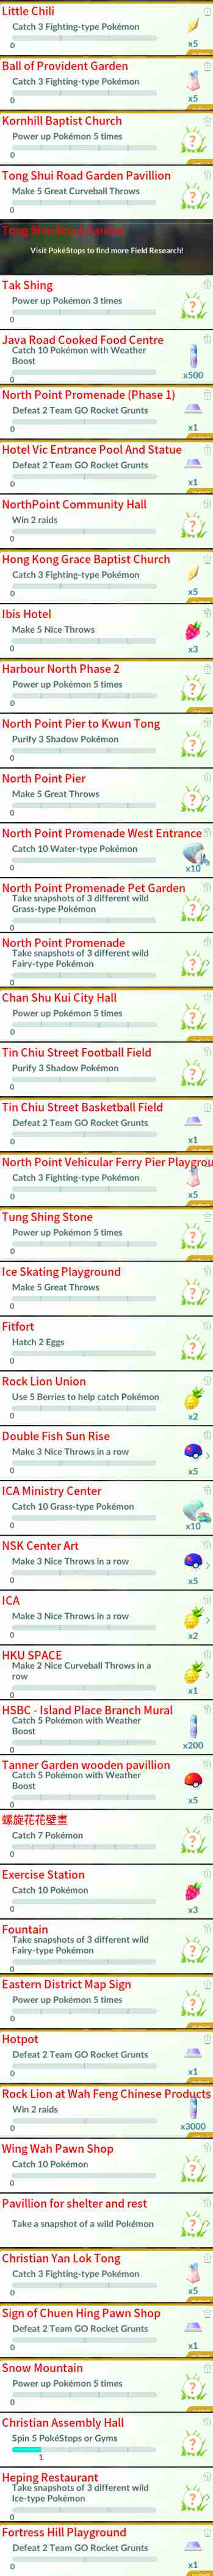 Little Chili
Catch 3 Fighting-type Pokémon
0
x5
Ball of Provident Garden
Catch 3 Fighting-type Pokémon
0
x5
Kornhill Baptist Church
Power up Pokémon 5 times
0
Tong Shui Road Garden Pavillion
Make 5 Great Curveball Throws
0
Tong Shui Road Garden
Visit PokéStops to find more Field Research!
Tak Shing
Power up Pokémon 3 times
0
Java Road Cooked Food Centre
Catch 10 Pokémon with Weather
Boost
0
x500
North Point Promenade (Phase 1)
Defeat 2 Team GO Rocket Grunts
0
x1
Hotel Vic Entrance Pool And Statue
Defeat 2 Team GO Rocket Grunts
0
x1
NorthPoint Community Hall
Win 2 raids
0
Hong Kong Grace Baptist Church
Catch 3 Fighting-type Pokémon
0
x5
Ibis Hotel
Make 5 Nice Throws
0
x3
Harbour North Phase 2
Power up Pokémon 5 times
0
North Point Pier to Kwun Tong
Purify 3 Shadow Pokémon
0
North Point Pier
Make 5 Great Throws
0
North Point Promenade West Entrance
Catch 10 Water-type Pokémon
0
x10
North Point Promenade Pet Garden
Take snapshots of 3 different wild
Grass-type Pokémon
0
North Point Promenade
Take snapshots of 3 different wild
Fairy-type Pokémon
0
Chan Shu Kui City Hall
Power up Pokémon 5 times
0
Tin Chiu Street Football Field
Purify 3 Shadow Pokémon
0
Tin Chiu Street Basketball Field
Defeat 2 Team GO Rocket Grunts
0
x1
North Point Vehicular Ferry Pier Playgrou
Catch 3 Fighting-type Pokémon
0
x5
Tung Shing Stone
Power up Pokémon 5 times
0
Ice Skating Playground
Make 5 Great Throws
0
Fitfort
Hatch 2 Eggs
0
Rock Lion Union
Use 5 Berries to help catch Pokémon
0
x2
Double Fish Sun Rise
Make 3 Nice Throws in a row
0
x5
ICA Ministry Center
Catch 10 Grass-type Pokémon
0
x10
NSK Center Art
Make 3 Nice Throws in a row
0
x5
ICA
Make 3 Nice Throws in a row
0
x2
HKU SPACE
Make 2 Nice Curveball Throws in a
row
0
x1
HSBC - Island Place Branch Mural
Catch 5 Pokémon with Weather
Boost
0
x200
Tanner Garden wooden pavillion
Catch 5 Pokémon with Weather
Boost
0
x5
螺旋花花壁畫
Catch 7 Pokémon
0
Exercise Station
Catch 10 Pokémon
0
x3
Fountain
Take snapshots of 3 different wild
Fairy-type Pokémon
0
Eastern District Map Sign
Power up Pokémon 5 times
0
Hotpot
Defeat 2 Team GO Rocket Grunts
0
x1
Rock Lion at Wah Feng Chinese Products
Win 2 raids
0
x3000
Wing Wah Pawn Shop
Catch 10 Pokémon
0
Pavillion for shelter and rest
Take a snapshot of a wild Pokémon
Christian Yan Lok Tong
Catch 3 Fighting-type Pokémon
0
x5
Sign of Chuen Hing Pawn Shop
Defeat 2 Team GO Rocket Grunts
0
x1
Snow Mountain
Power up Pokémon 5 times
0
Christian Assembly Hall
Spin 5 PokéStops or Gyms
1
Heping Restaurant
Take snapshots of 3 different wild
Ice-type Pokémon
0
Fortress Hill Playground
Defeat 2 Team GO Rocket Grunts
0
x1